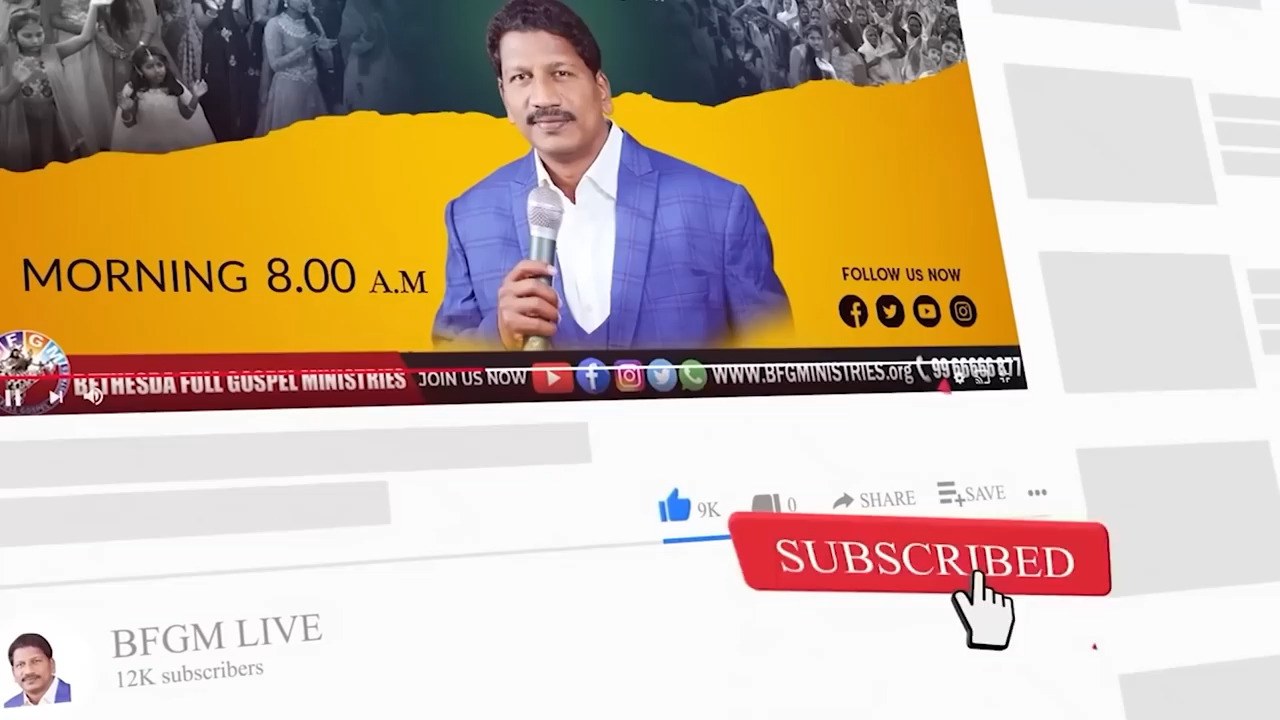 MORNING 8.00 A.M
FOLLOW US NOW
BETHESDA FULL GOSPEL MINISTRIES JOIN US NOW WWW.BFGMINISTRIES.org
9K 0 SHARE SAVE
SUBSCRIBED
BFGM LIVE
12K subscribers